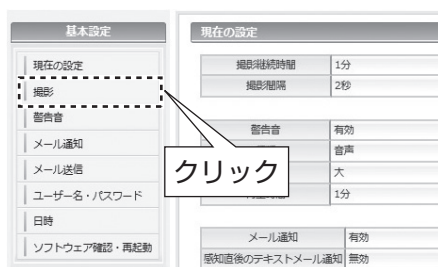 基本設定
現在の設定
撮影
警告音
メール通知
メール送信
ユーザー名・パスワード
日時
ソフトウェア確認・再起動
現在の設定
撮影継続時間 1分
撮影間隔 2秒
警告音 有効
音声
大
1分
メール通知 有効
感知直後のテキストメール通知 無効
クリック